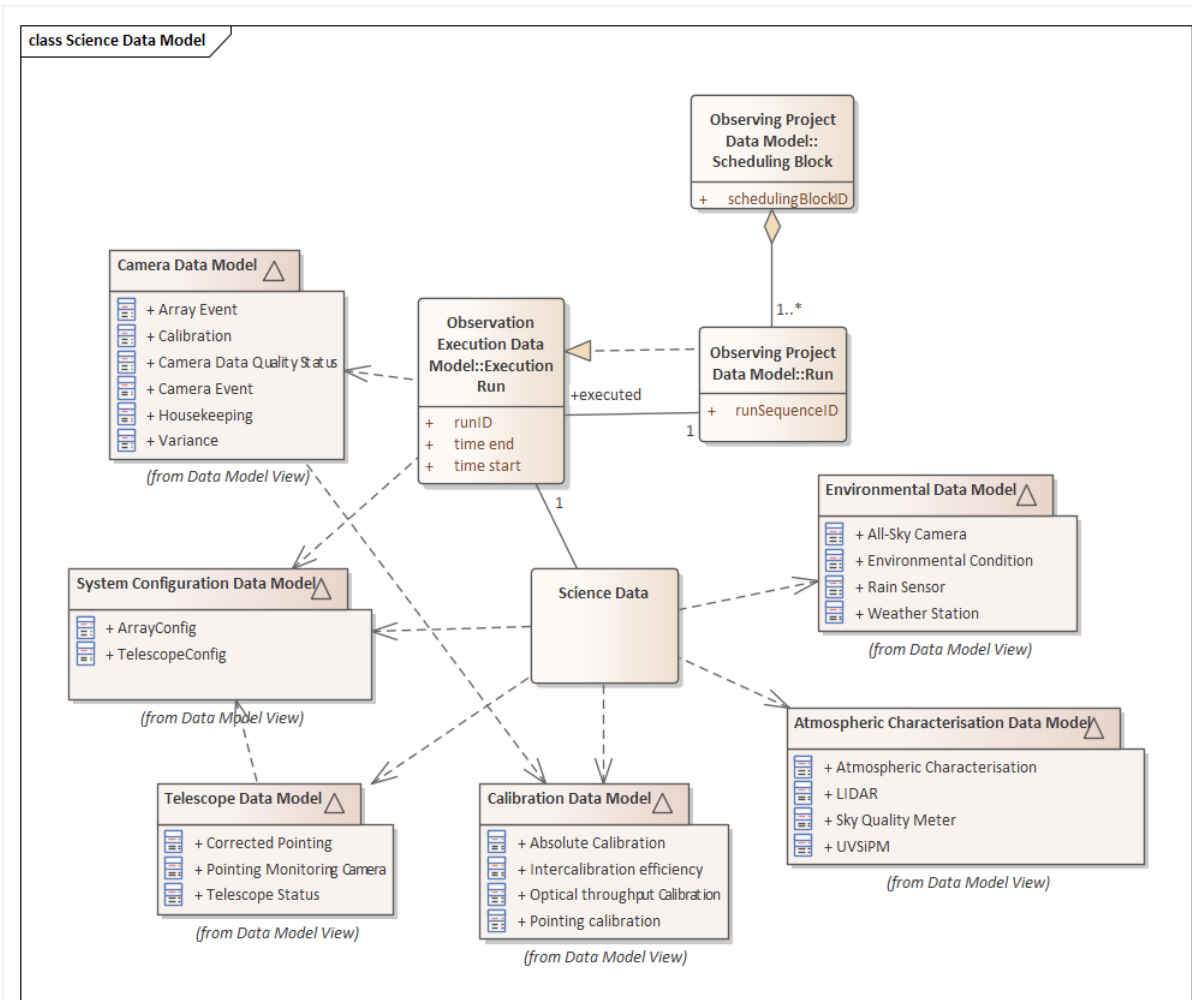 class Science Data Model
Observing Project
Data Model::
Scheduling Block
+ schedulingBlockID
1..*
Camera Data Model
+ Array Event
+ Calibration
+ Camera Data Quality Status
+ Camera Event
+ Housekeeping
+ Variance
(from Data Model View)
Observation
Execution Data
Model::Execution
Run
+ runID
+ time end
+ time start
+executed
1
Observing Project
Data Model::Run
+ runSequenceID
1
Environmental Data Model
+ All-Sky Camera
+ Environmental Condition
+ Rain Sensor
+ Weather Station
(from Data Model View)
System Configuration Data Model
+ ArrayConfig
+ TelescopeConfig
(from Data Model View)
Science Data
Atmospheric Characterisation Data Model
+ Atmospheric Characterisation
+ LIDAR
+ Sky Quality Meter
+ UVSiPM
(from Data Model View)
Telescope Data Model
+ Corrected Pointing
+ Pointing Monitoring Camera
+ Telescope Status
(from Data Model View)
Calibration Data Model
+ Absolute Calibration
+ Intercalibration efficiency
+ Optical throughput Calibration
+ Pointing calibration
(from Data Model View)